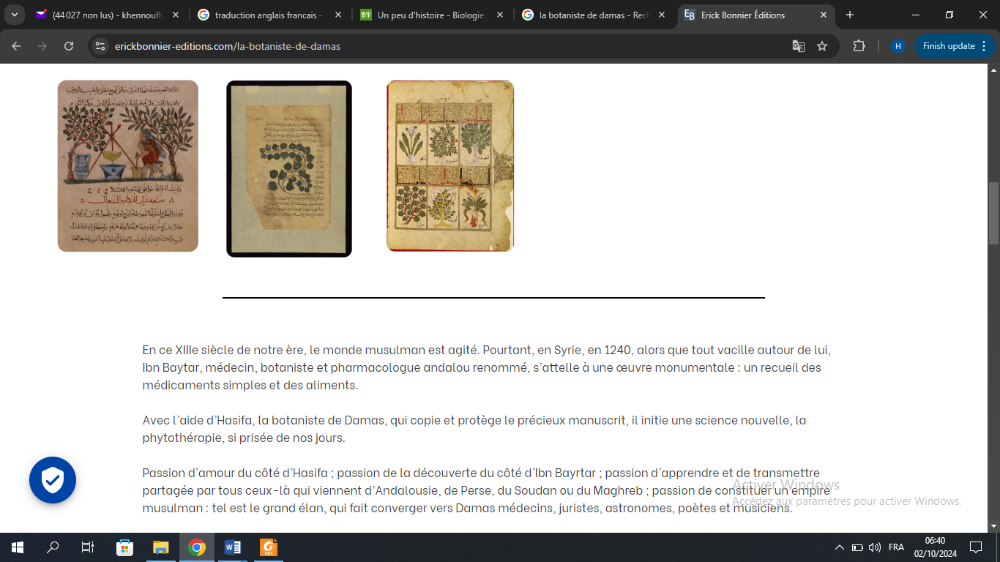 (44 027 non lus) - khennoufh
traduction anglais francais -
BV Un peu d'histoire - Biologie
la botaniste de damas - Rech
EB Erick Bonnier Éditions
erickbonnier-editions.com/la-botaniste-de-damas
H Finish update
En ce XIIIe siècle de notre ère, le monde musulman est agité. Pourtant, en Syrie, en 1240, alors que tout vacille autour de lui,
Ibn Baytar, médecin, botaniste et pharmacologue andalou renommé, s'attelle à une œuvre monumentale : un recueil des
médicaments simples et des aliments.
Avec l'aide d'Hasifa, la botaniste de Damas, qui copie et protège le précieux manuscrit, il initie une science nouvelle, la
phytothérapie, si prisée de nos jours.
Passion d'amour du côté d'Hasifa ; passion de la découverte du côté d'Ibn Bayrtar ; passion d'apprendre et de transmettre
partagée par tous ceux-là qui viennent d'Andalousie, de Perse, du Soudan ou du Maghreb ; passion de constituer un empire
musulman : tel est le grand élan, qui fait converger vers Damas médecins, juristes, astronomes, poètes et musiciens.
Activer Windows
Accédez aux paramètres pour activer Windows.
PDF
FRA
06:40
02/10/2024